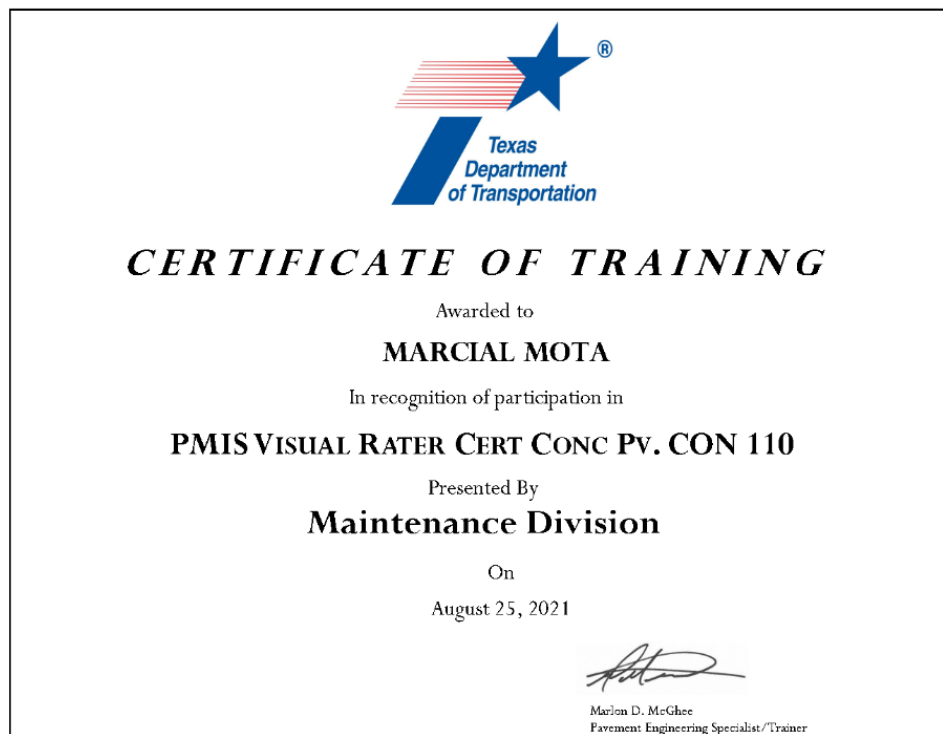 ®
Texas
Department
of Transportation
CERTIFICATE OF TRAINING
Awarded to
MARCIAL MOTA
In recognition of participation in
PMIS VISUAL RATER CERT CONC PV. CON 110
Presented By
Maintenance Division
On
August 25, 2021
Marlon D. McGhee
Pavement Engineering Specialist/Trainer